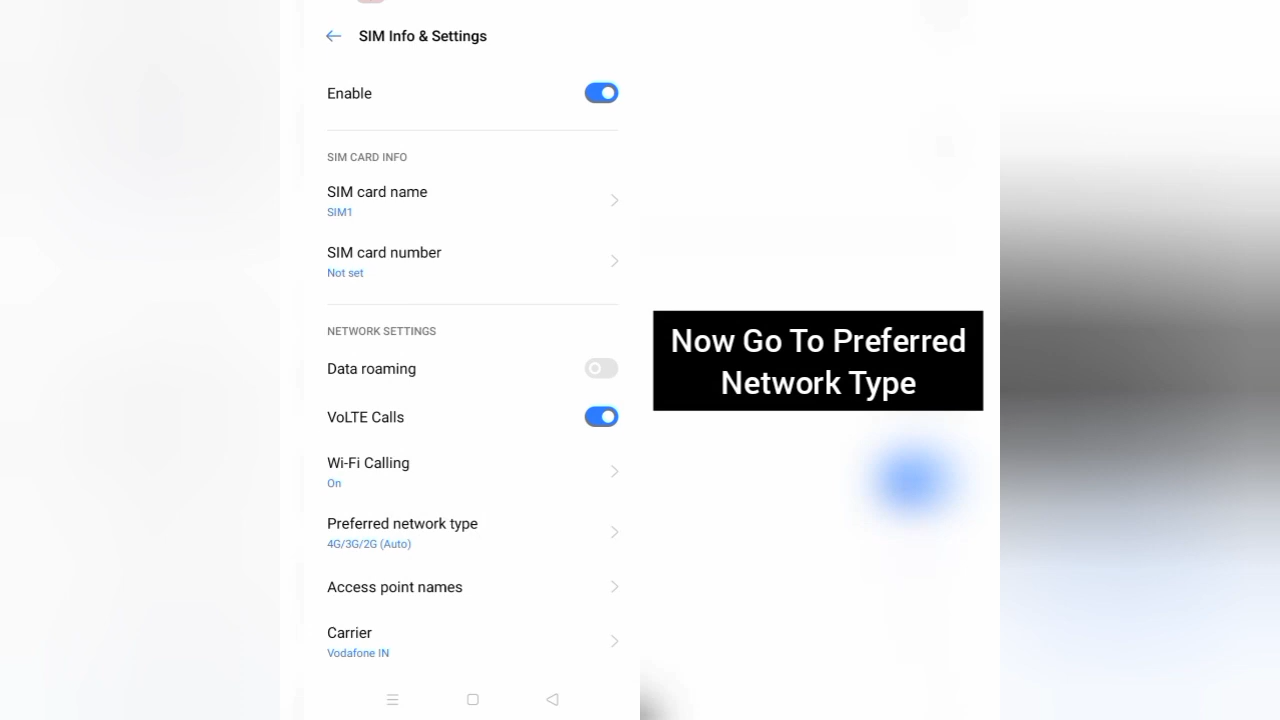 SIM Info & Settings
Enable
SIM CARD INFO
SIM card name
SIM1
SIM card number
Not set
NETWORK SETTINGS
Data roaming
VoLTE Calls
Wi-Fi Calling
On
Preferred network type
4G/3G/2G (Auto)
Access point names
Carrier
Vodafone IN
Now Go To Preferred
Network Type